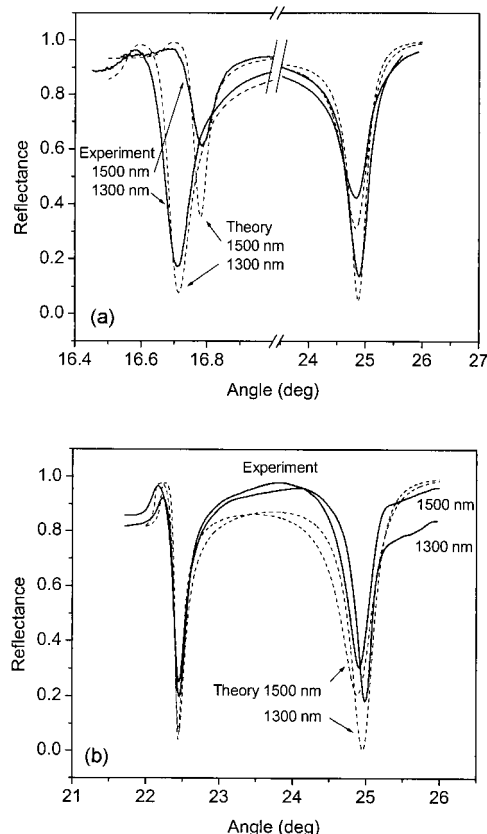 1.0
0.8
0.6
0.4
0.2
0.0
Reflectance
Experiment
1500 nm
1300 nm
Theory
1500 nm
1300 nm
(a)
16.4 16.6 16.8 24 25 26 27
Angle (deg)
1.0
0.8
0.6
0.4
0.2
0.0
Reflectance
Experiment
1500 nm
1300 nm
Theory 1500 nm
1300 nm
(b)
21 22 23 24 25 26
Angle (deg)